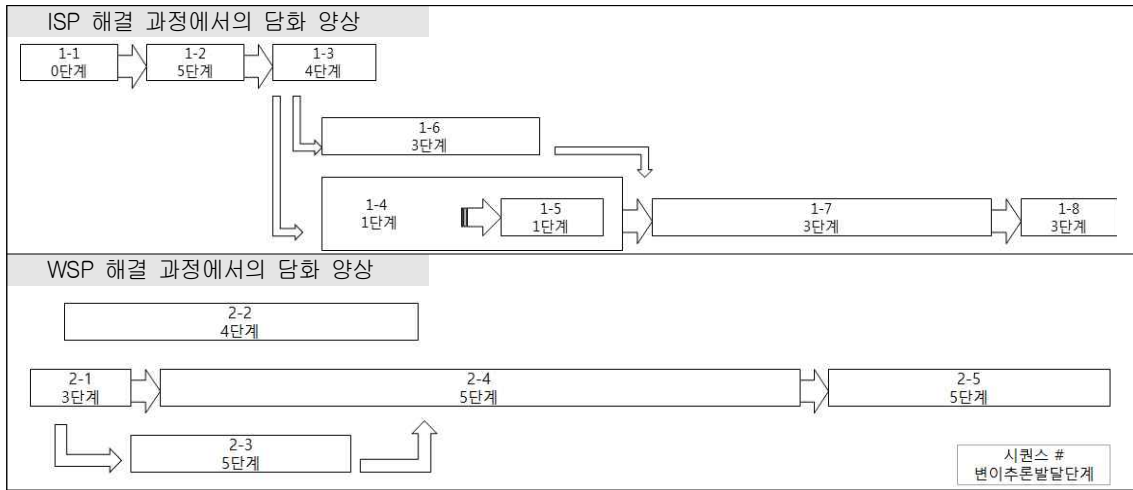 ISP 해결 과정에서의 담화 양상
1-1
0단계
1-2
5단계
1-3
4단계
1-6
3단계
1-4
1단계
1-5
1단계
1-7
3단계
1-8
3단계
WSP 해결 과정에서의 담화 양상
2-2
4단계
2-1
3단계
2-4
5단계
2-5
5단계
2-3
5단계
시퀀스 #
변이추론발달단계